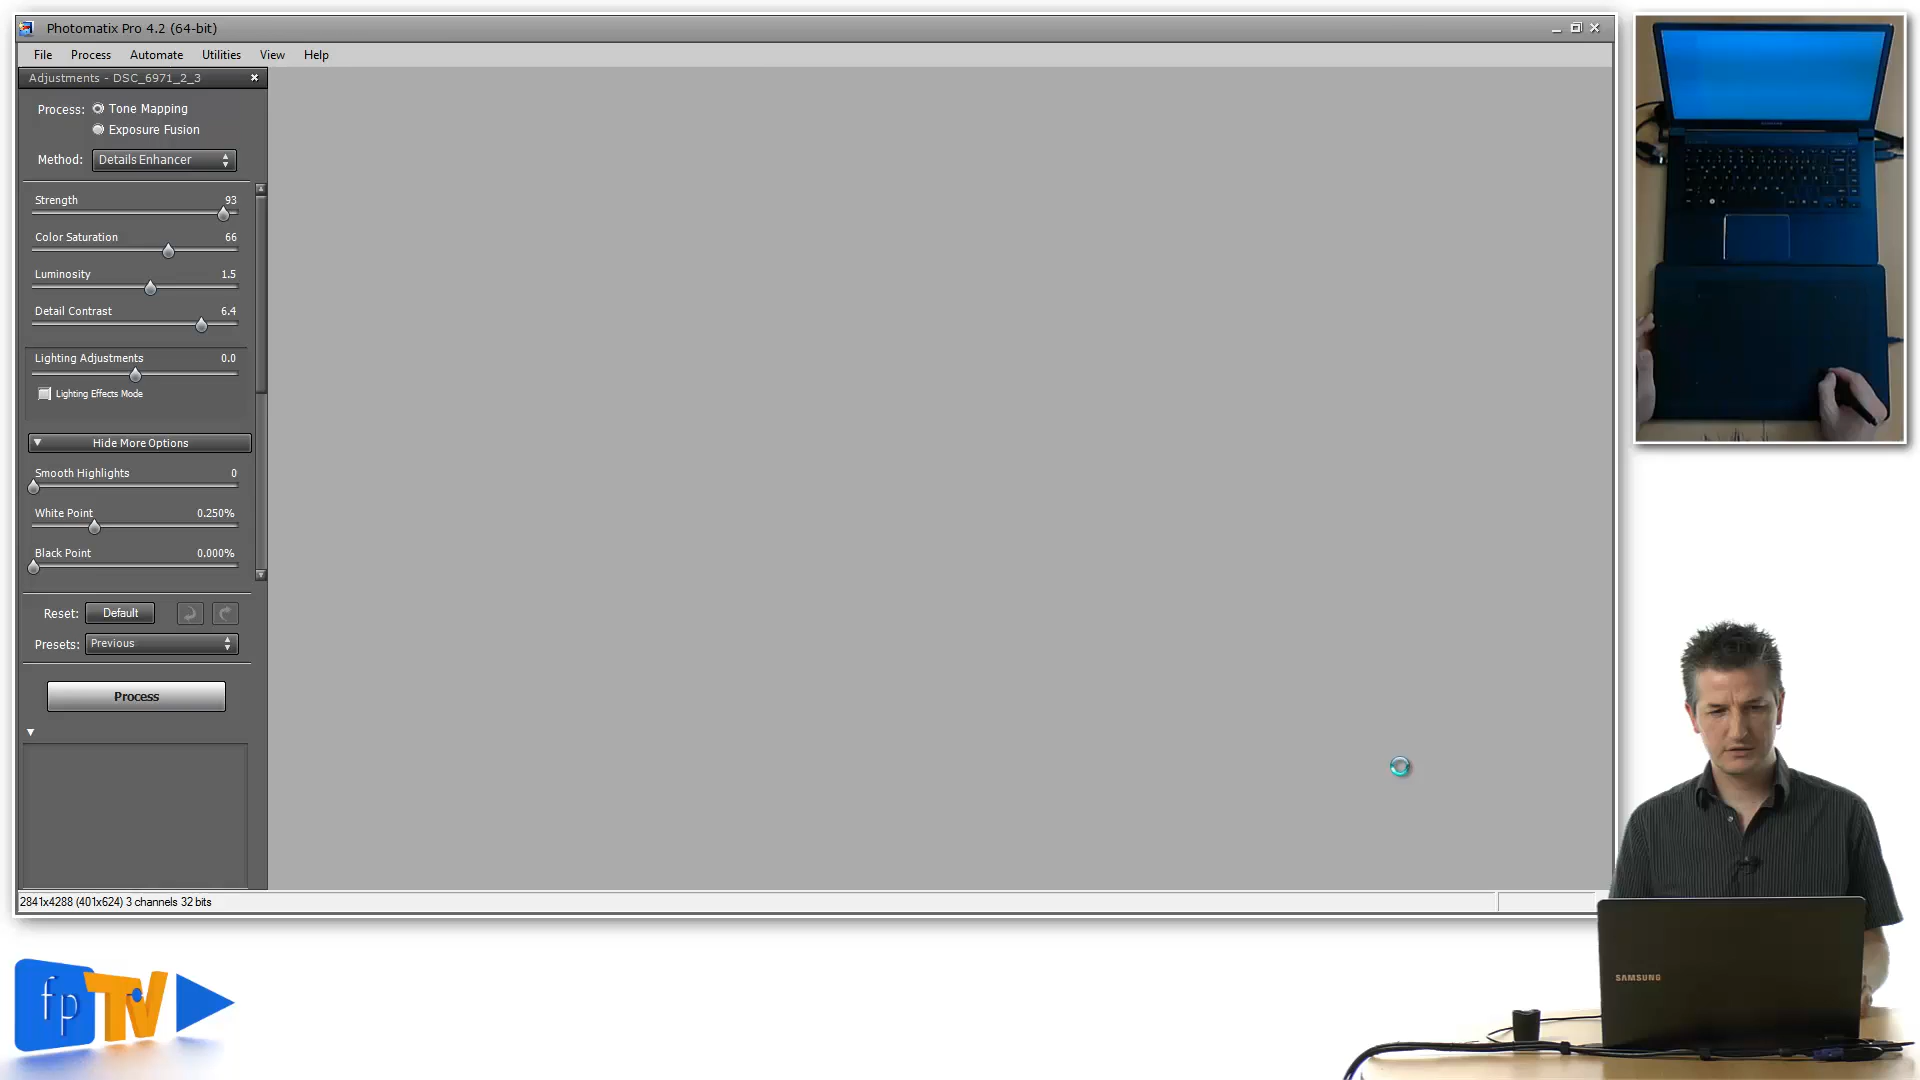 Photomatix Pro 4.2 (64-bit)
File Process Automate Utilities View Help
Adjustments - DSC_6971_2_3
Process: Tone Mapping
Exposure Fusion
Method: Details Enhancer
Strength 93
Color Saturation 66
Luminosity 1.5
Detail Contrast 6.4
Lighting Adjustments 0.0
Lighting Effects Mode
Hide More Options
Smooth Highlights 0
White Point 0.250%
Black Point 0.000%
Reset: Default
Presets: Previous
Process
2841x4288 (401x624) 3 channels 32 bits
SAMSUNG
fpTV